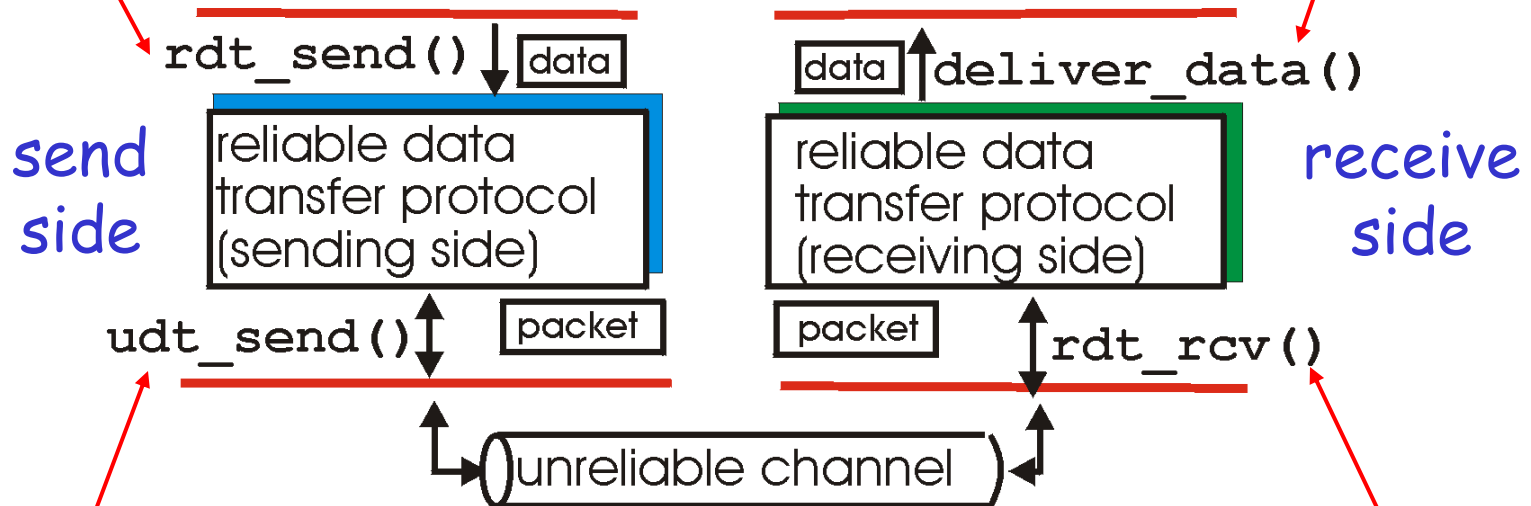 rdt_send()
data
data
deliver_data()
send
side
reliable data
transfer protocol
(sending side)
reliable data
transfer protocol
(receiving side)
receive
side
udt_send()
packet
packet
rdt_rcv()
unreliable channel